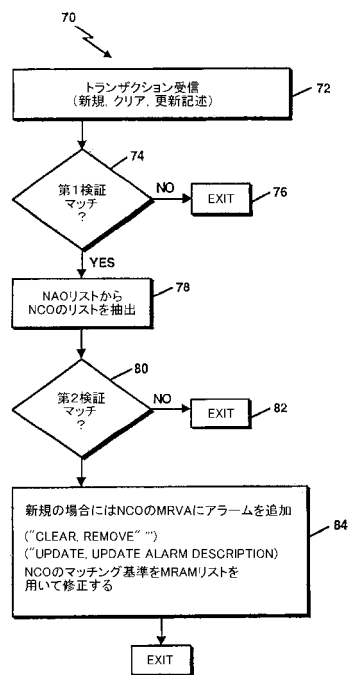 70
トランザクション受信
(新規, クリア, 更新記述)
72
74
第1検証
マッチ
?
NO
EXIT
76
YES
78
NAOリストから
NCOのリストを抽出
80
第2検証
マッチ
?
NO
EXIT
82
新規の場合にはNCOのMRVAにアラームを追加
("CLEAR, REMOVE" "')
("UPDATE, UPDATE ALARM DESCRIPTION)
NCOのマッチング基準をMRAMリストを
用いて修正する
84
EXIT